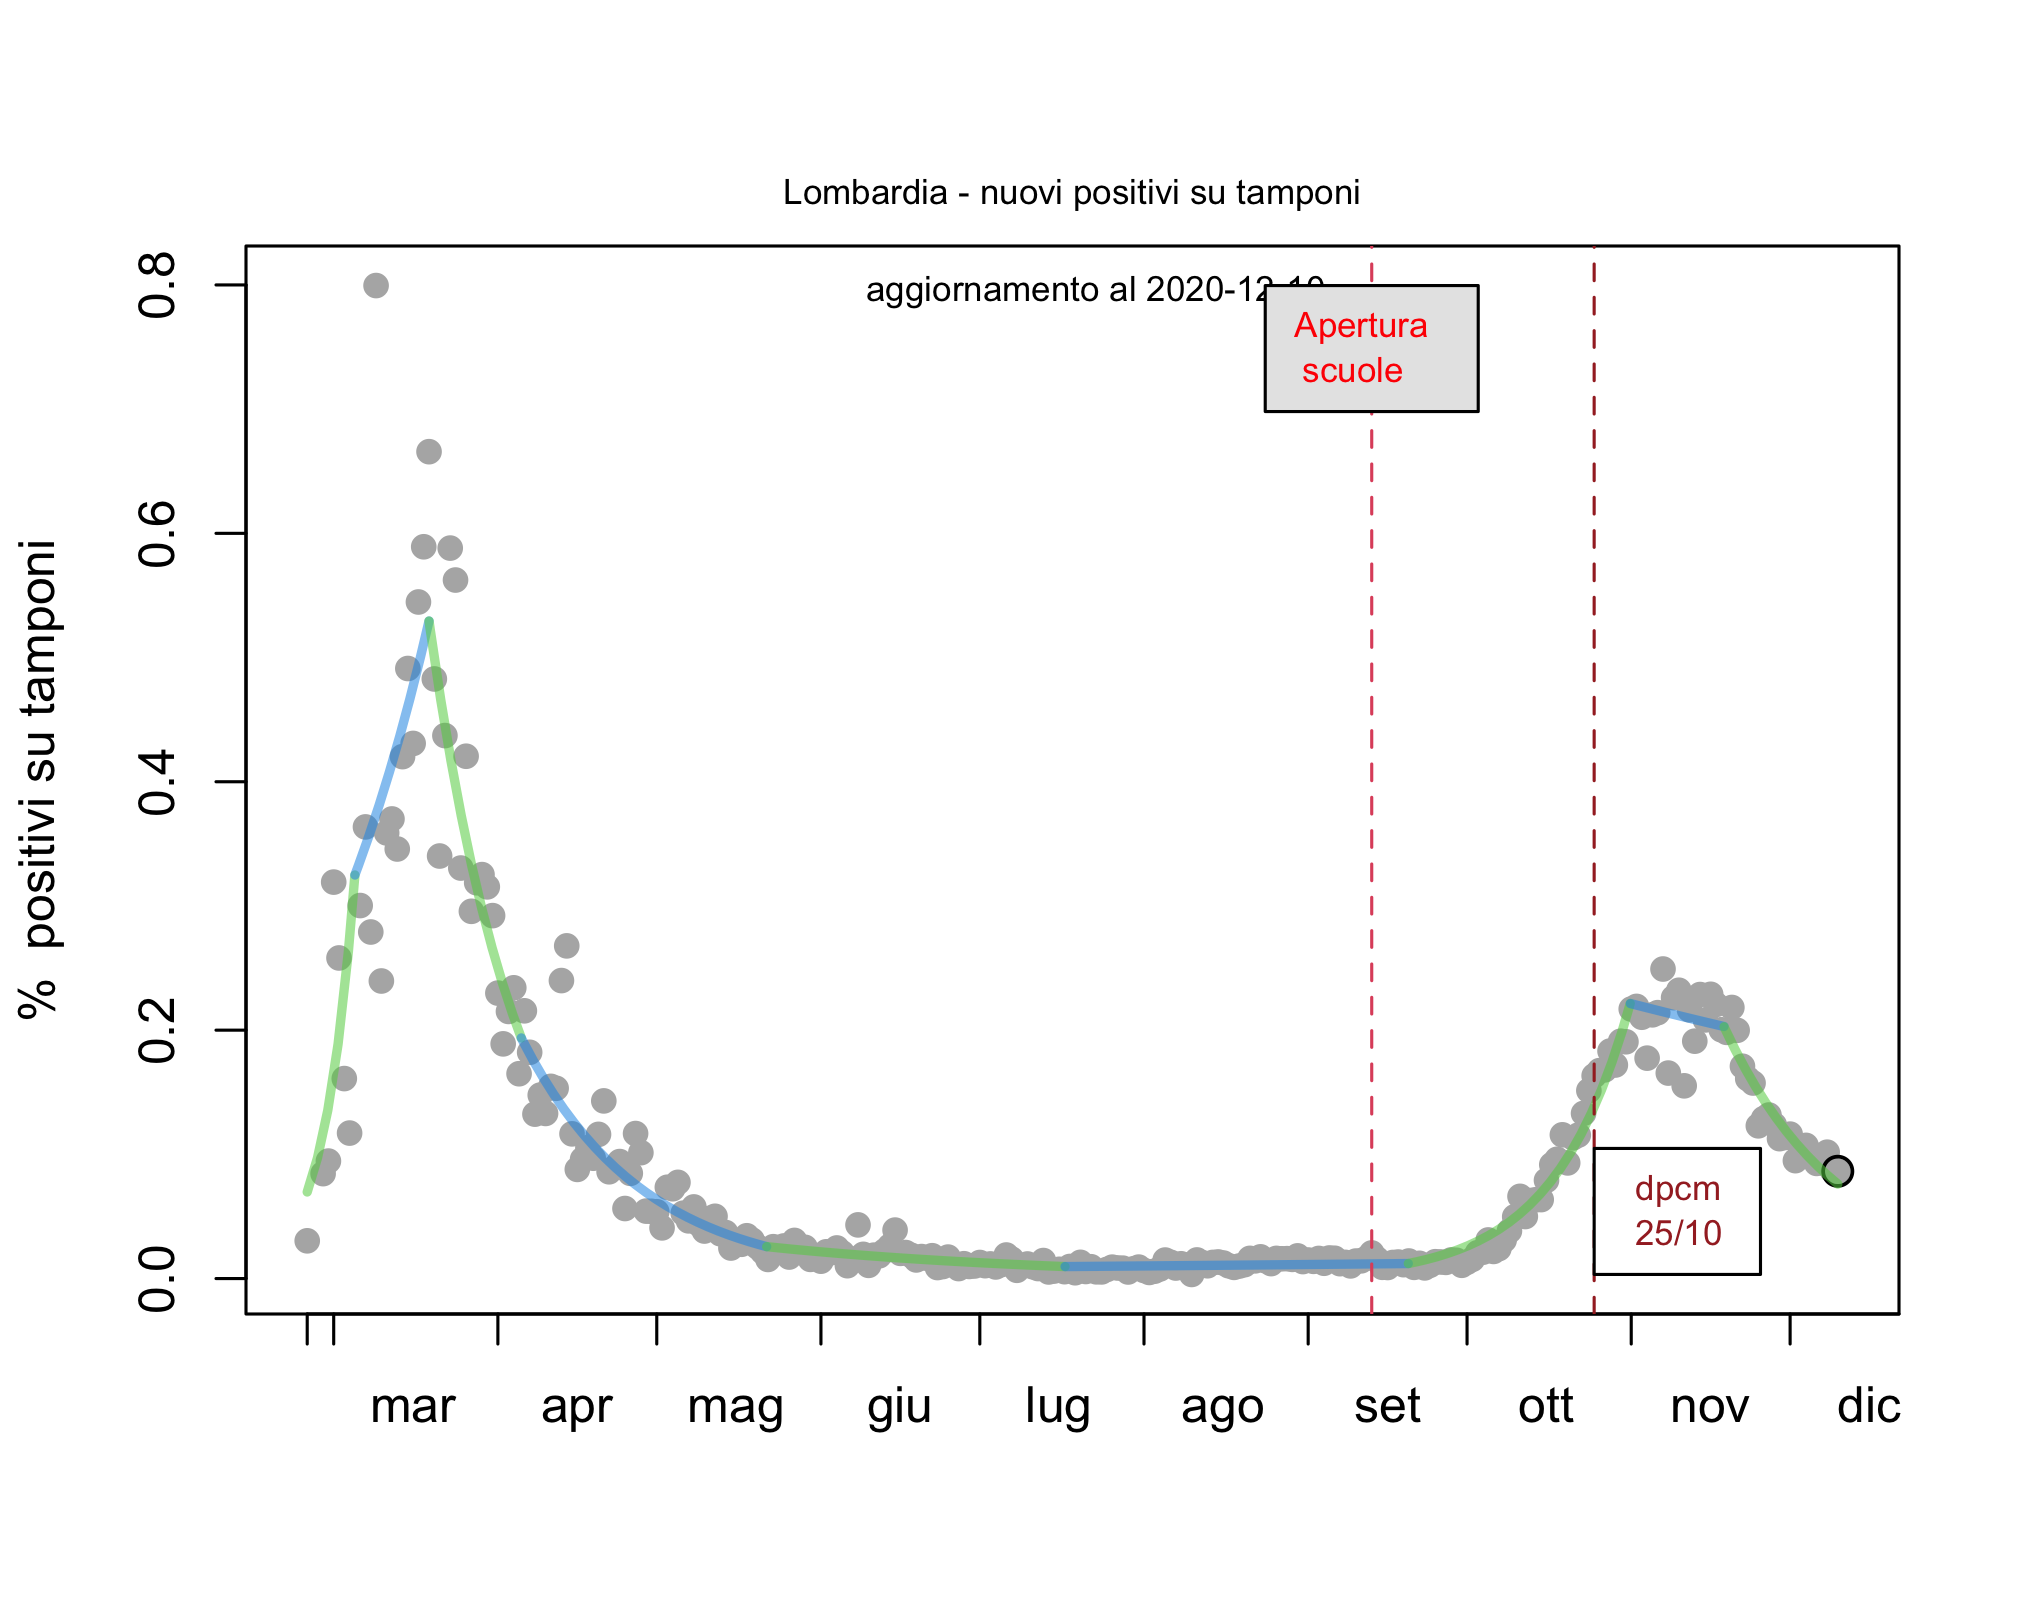 Lombardia - nuovi positivi su tamponi
aggiornamento al 2020-12-10
Apertura
scuole
% positivi su tamponi
0.8
0.6
0.4
0.2
0.0
dpcm
25/10
mar apr mag giu lug ago set ott nov dic